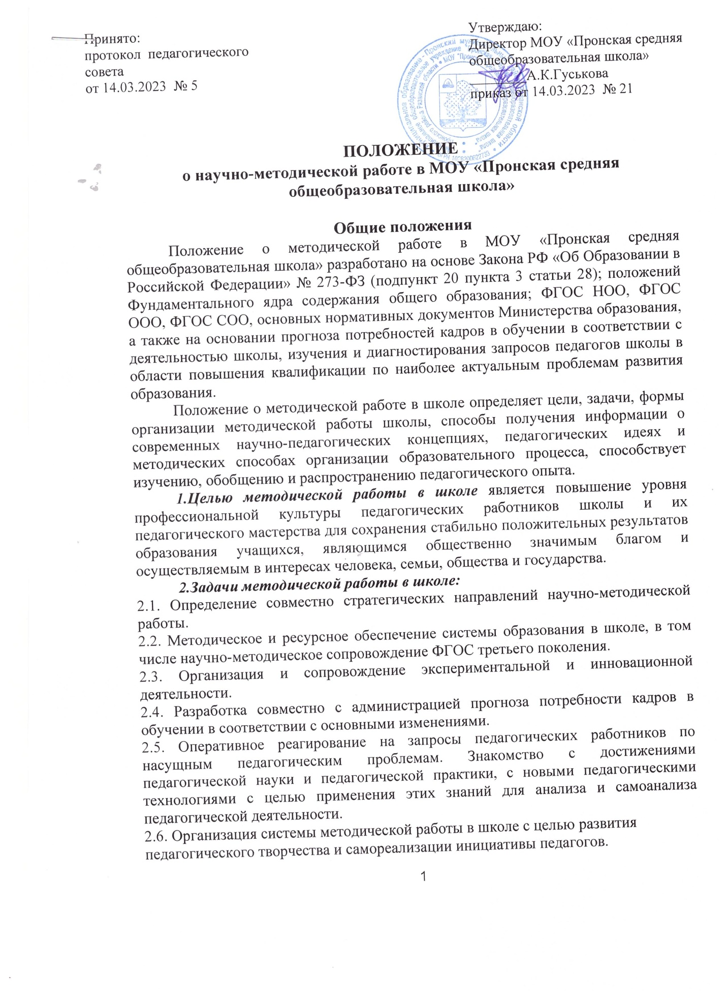 Принято:
протокол педагогического
совета
от 14.03.2023 № 5
Утверждаю:
Директор МОУ «Пронская средняя
общеобразовательная школа»
А.К.Гуськова
приказ от 14.03.2023 № 21
ПОЛОЖЕНИЕ
о научно-методической работе в МОУ «Пронская средняя
общеобразовательная школа»
Общие положения
Положение о методической работе в МОУ «Пронская средняя
общеобразовательная школа» разработано на основе Закона РФ «Об Образовании в
Российской Федерации» № 273-ФЗ (подпункт 20 пункта 3 статьи 28); положений
Фундаментального ядра содержания общего образования; ФГОС НОО, ФГОС
ООО, ФГОС СОО, основных нормативных документов Министерства образования,
а также на основании прогноза потребностей кадров в обучении в соответствии с
деятельностью школы, изучения и диагностирования запросов педагогов школы в
области повышения квалификации по наиболее актуальным проблемам развития
образования.
Положение о методической работе в школе определяет цели, задачи, формы
организации методической работы школы, способы получения информации о
современных научно-педагогических концепциях, педагогических идеях и
методических способах организации образовательного процесса, способствует
изучению, обобщению и распространению педагогического опыта.
1.Целью методической работы в школе является повышение уровня
профессиональной культуры педагогических работников школы и их
педагогического мастерства для сохранения стабильно положительных результатов
образования учащихся, являющимся общественно значимым благом и
осуществляемым в интересах человека, семьи, общества и государства.
2.Задачи методической работы в школе:
2.1. Определение совместно стратегических направлений научно-методической
работы.
2.2. Методическое и ресурсное обеспечение системы образования в школе, в том
числе научно-методическое сопровождение ФГОС третьего поколения.
2.3. Организация и сопровождение экспериментальной и инновационной
деятельности.
2.4. Разработка совместно с администрацией прогноза потребности кадров в
обучении в соответствии с основными изменениями.
2.5. Оперативное реагирование на запросы педагогических работников по
насущным педагогическим проблемам. Знакомство с достижениями
педагогической науки и педагогической практики, с новыми педагогическими
технологиями с целью применения этих знаний для анализа и самоанализа
педагогической деятельности.
2.6. Организация системы методической работы в школе с целью развития
педагогического творчества и самореализации инициативы педагогов.
1